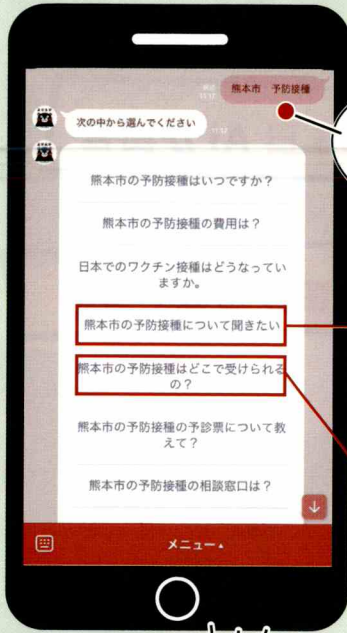 既読
熊本市 予防接種
次の中から選んでください
熊本市の予防接種はいつですか？
熊本市の予防接種の費用は？
日本でのワクチン接種はどうなってい
ますか。
熊本市の予防接種について聞きたい
熊本市の予防接種はどこで受けられる
の？
熊本市の予防接種の予診票について教
えて？
熊本市の予防接種の相談窓口は？
メニュー▲